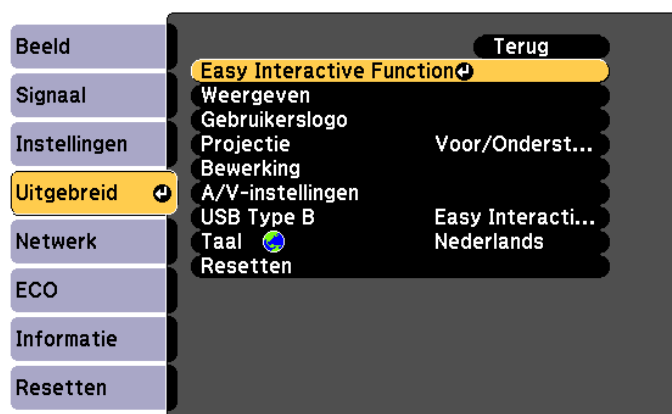 Beeld
Signaal
Instellingen
Uitgebreid
Netwerk
ECO
Informatie
Resetten
Terug
Easy Interactive Function
Weergeven
Gebruikerslogo
Projectie Voor/Onderst...
Bewerking
A/V-instellingen
USB Type B Easy Interacti...
Taal Nederlands
Resetten